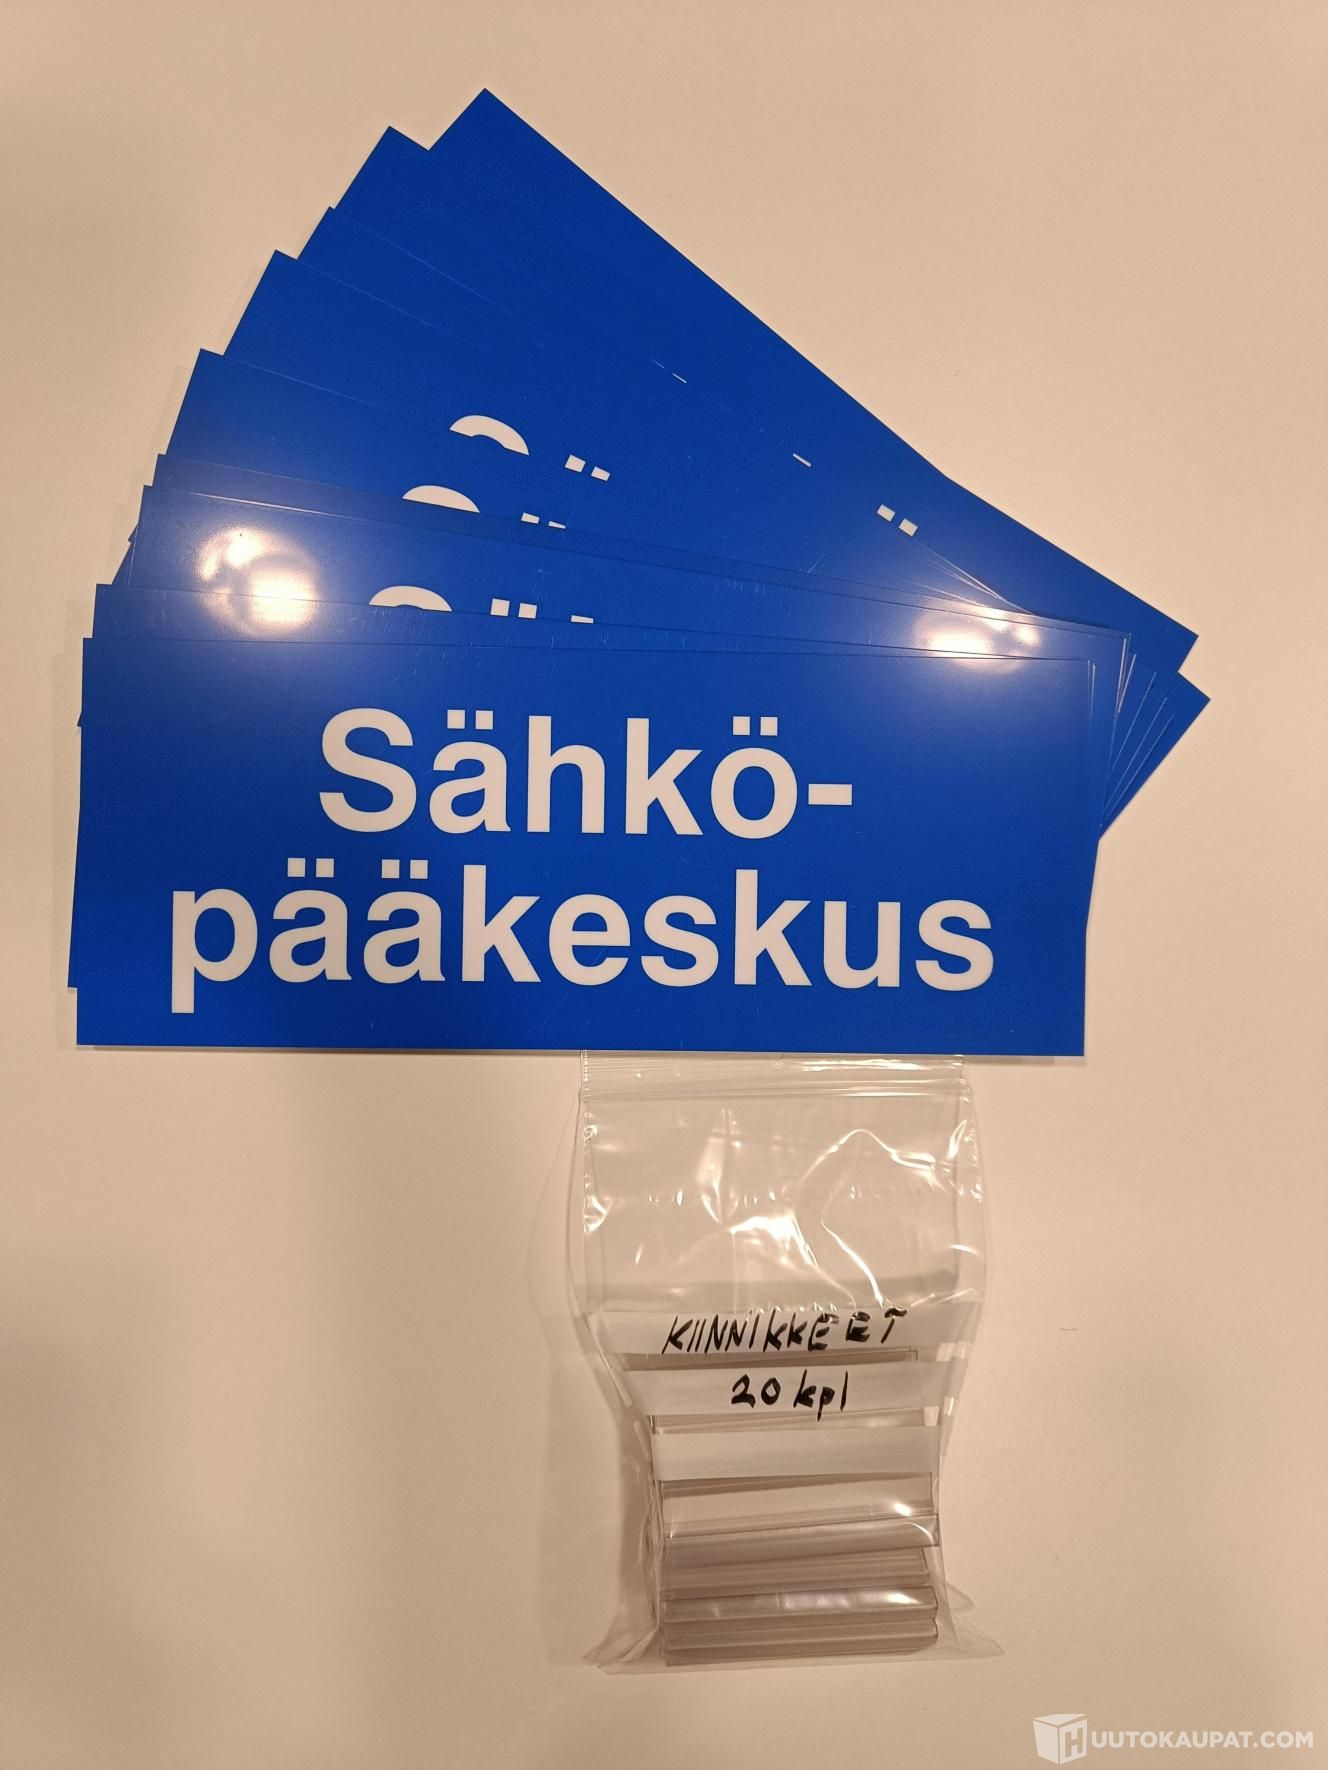 Sähkö-
pääkeskus
KIINNIKKEET
20 kpl
HUUTOKAUPAT.COM